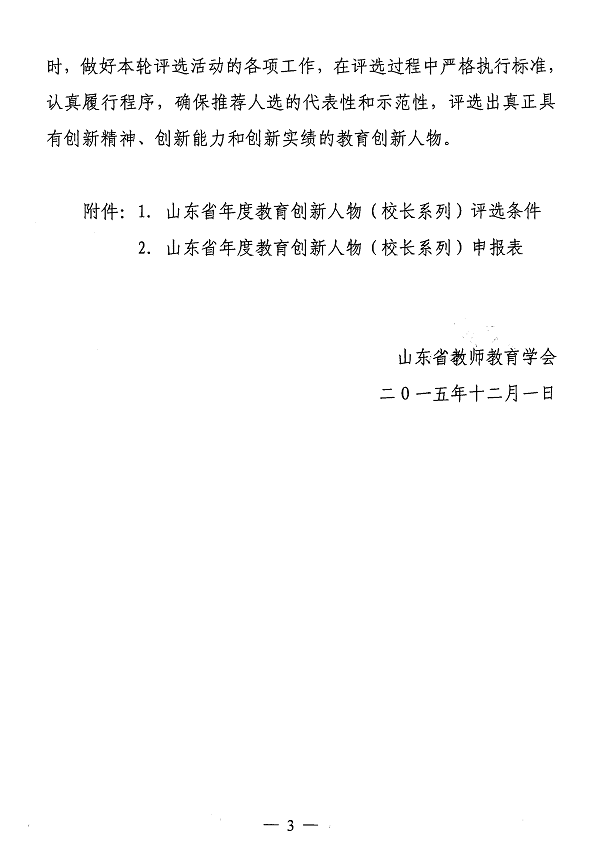 时，做好本轮评选活动的各项工作，在评选过程中严格执行标准，
认真履行程序，确保推荐人选的代表性和示范性，评选出真正具
有创新精神、创新能力和创新实绩的教育创新人物。
附件：1. 山东省年度教育创新人物（校长系列）评选条件
2. 山东省年度教育创新人物（校长系列）申报表
山东省教师教育学会
二0一五年十二月一日
— 3 —